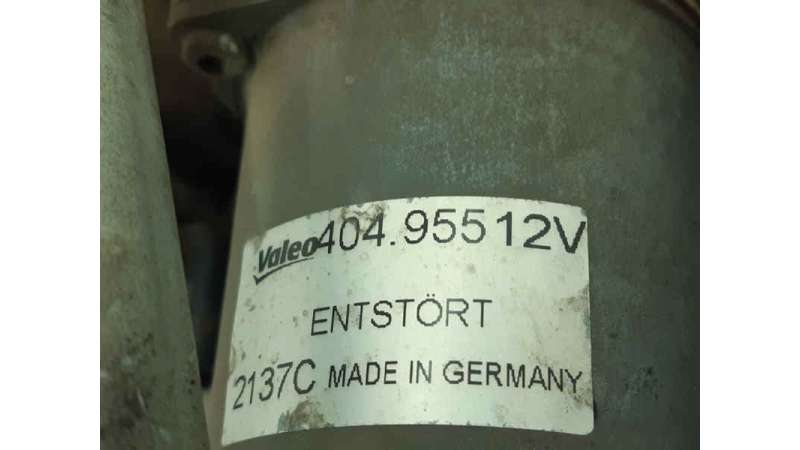 Valeo 404.955 12V
ENTSTÖRT
2137C MADE IN GERMANY